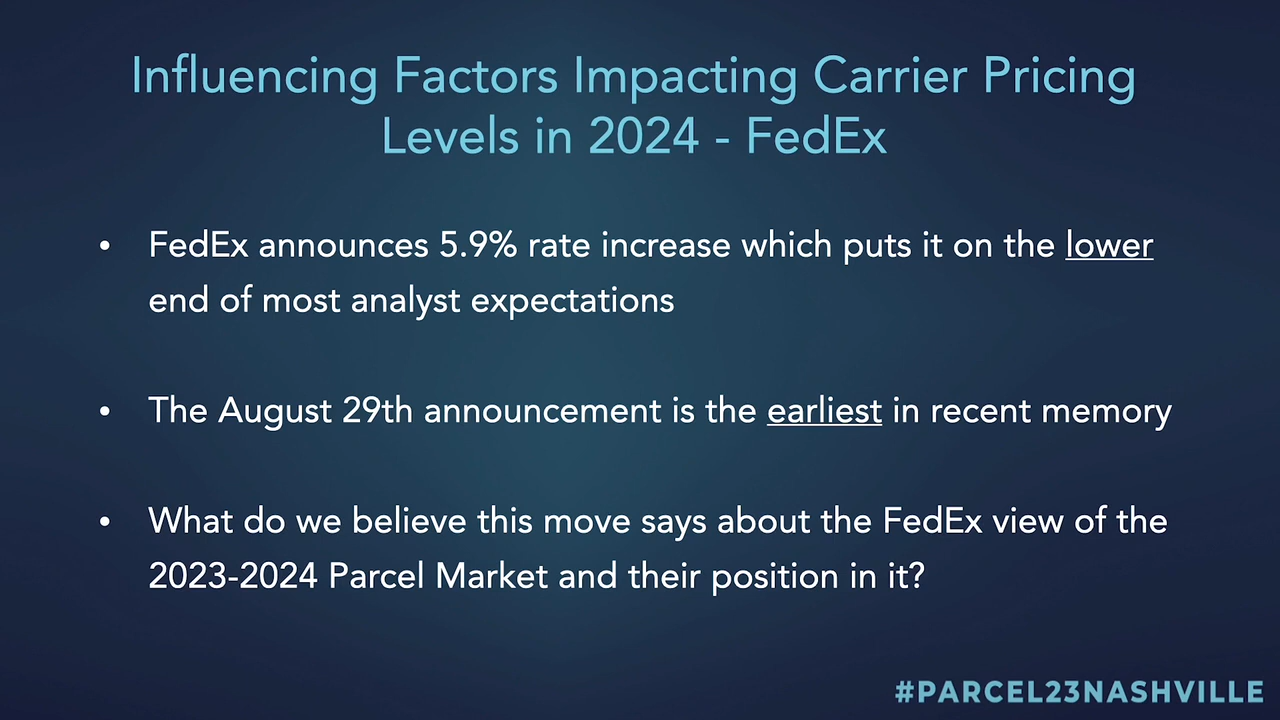 Influencing Factors Impacting Carrier Pricing
Levels in 2024 - FedEx
• FedEx announces 5.9% rate increase which puts it on the lower
end of most analyst expectations
• The August 29th announcement is the earliest in recent memory
• What do we believe this move says about the FedEx view of the
2023-2024 Parcel Market and their position in it?
#PARCEL23NASHVILLE